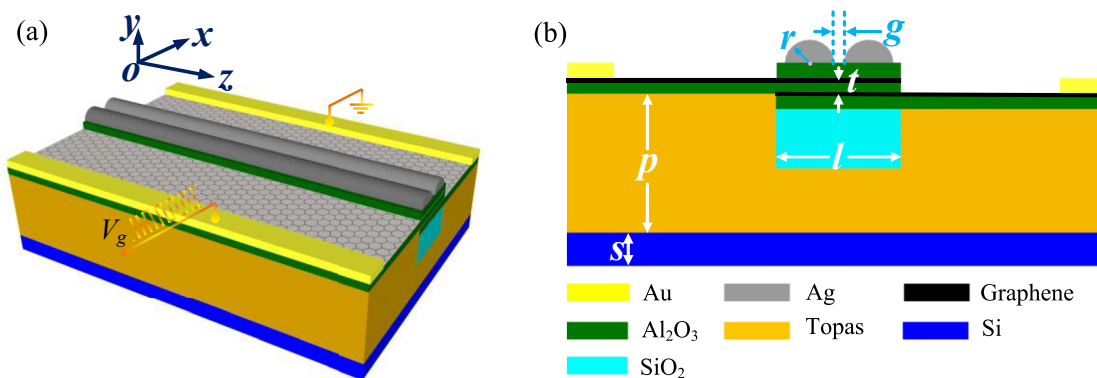 (a)
y
x
o
z
V_g
(b)
r
g
t
p
l
s
Au
Ag
Graphene
Al₂O₃
Topas
Si
SiO₂